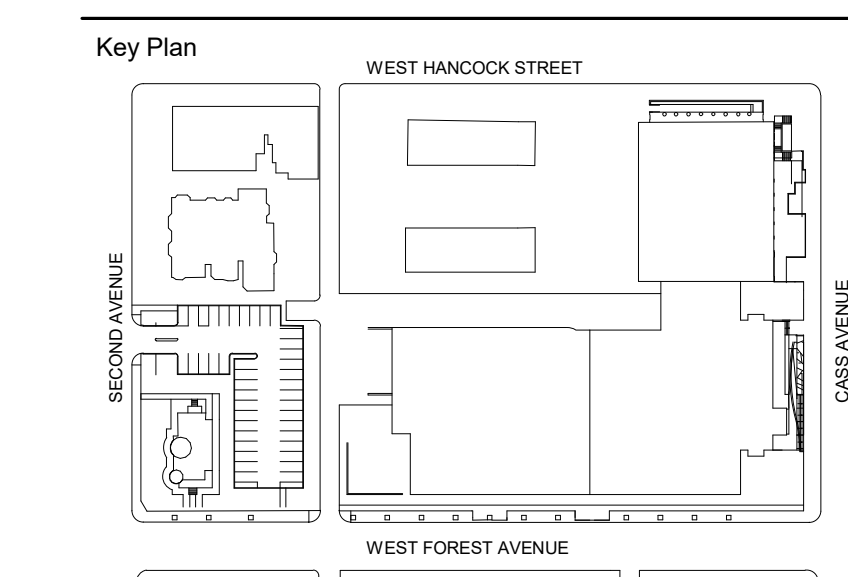 Key Plan
WEST HANCOCK STREET
SECOND AVENUE
CASS AVENUE
WEST FOREST AVENUE